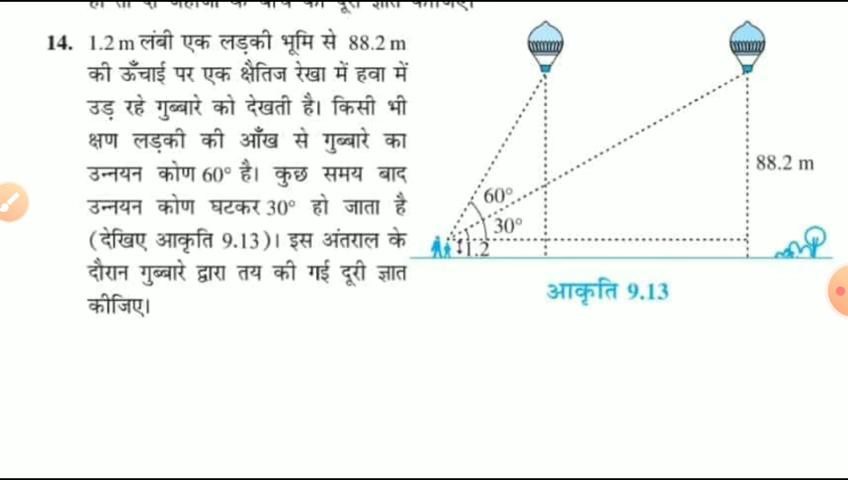 14. 1.2 m लंबी एक लड़की भूमि से 88.2 m
की ऊँचाई पर एक क्षैतिज रेखा में हवा में
उड़ रहे गुब्बारे को देखती है। किसी भी
क्षण लड़की की आँख से गुब्बारे का
उन्नयन कोण 60° है। कुछ समय बाद
उन्नयन कोण घटकर 30° हो जाता है
(देखिए आकृति 9.13)। इस अंतराल के
दौरान गुब्बारे द्वारा तय की गई दूरी ज्ञात
कीजिए।
88.2 m
60°
30°
1.2
आकृति 9.13